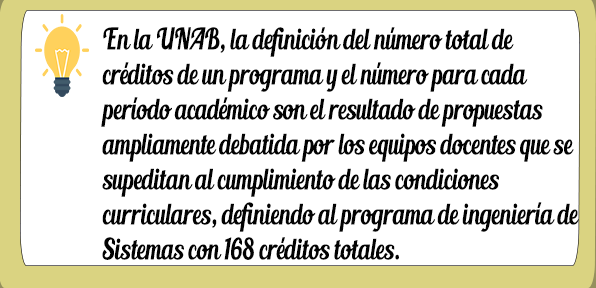 En la UNAB, la definición del número total de
créditos de un programa y el número para cada
período académico son el resultado de propuestas
ampliamente debatida por los equipos docentes que se
supeditan al cumplimiento de las condiciones
curriculares, definiendo al programa de ingeniería de
Sistemas con 168 créditos totales.